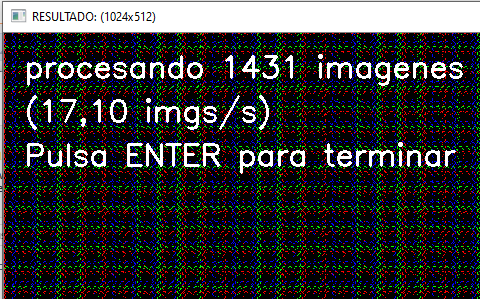 RESULTADO: (1024x512)
procesando 1431 imagenes
(17,10 imgs/s)
Pulsa ENTER para terminar